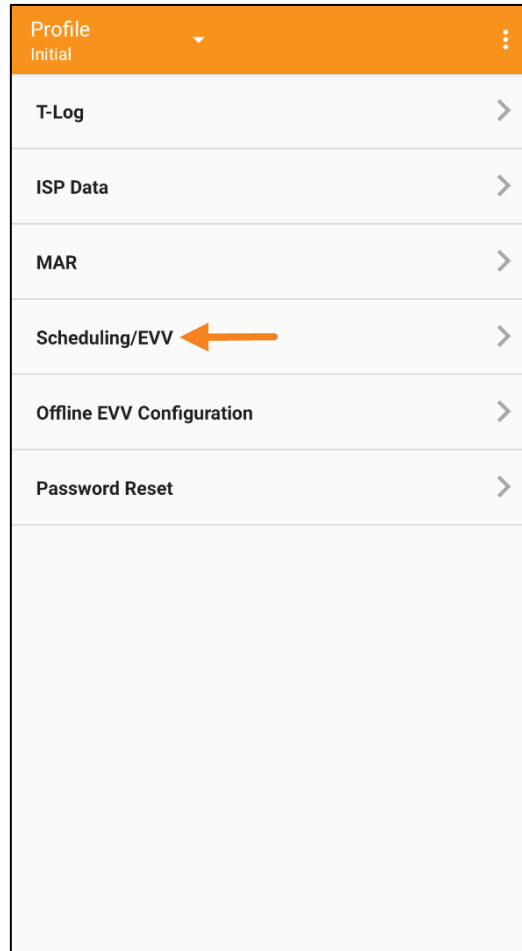 Profile
Initial
T-Log
ISP Data
MAR
Scheduling/EVV
Offline EVV Configuration
Password Reset